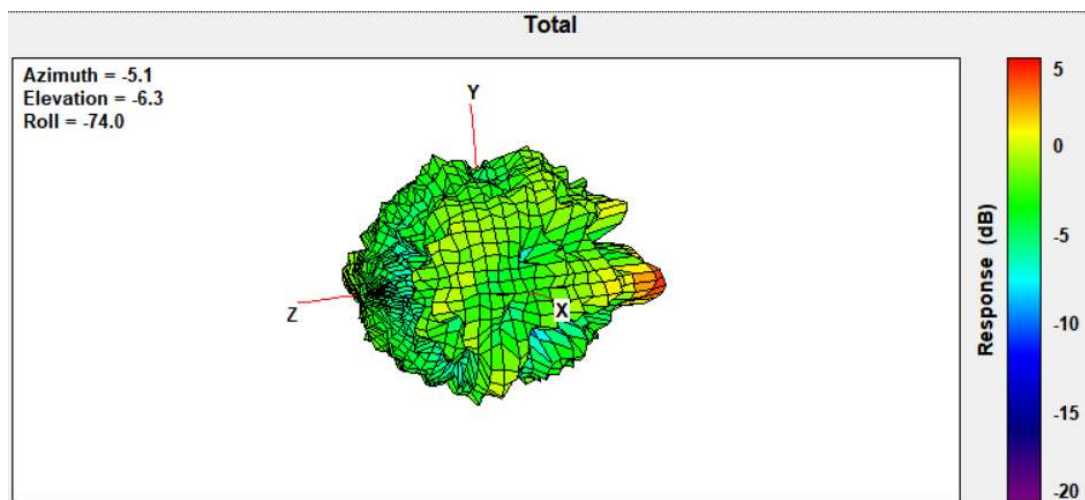 Total
Azimuth = -5.1
Elevation = -6.3
Roll = -74.0
Y
Z
X
5
0
-5
-10
-15
-20
Response (dB)